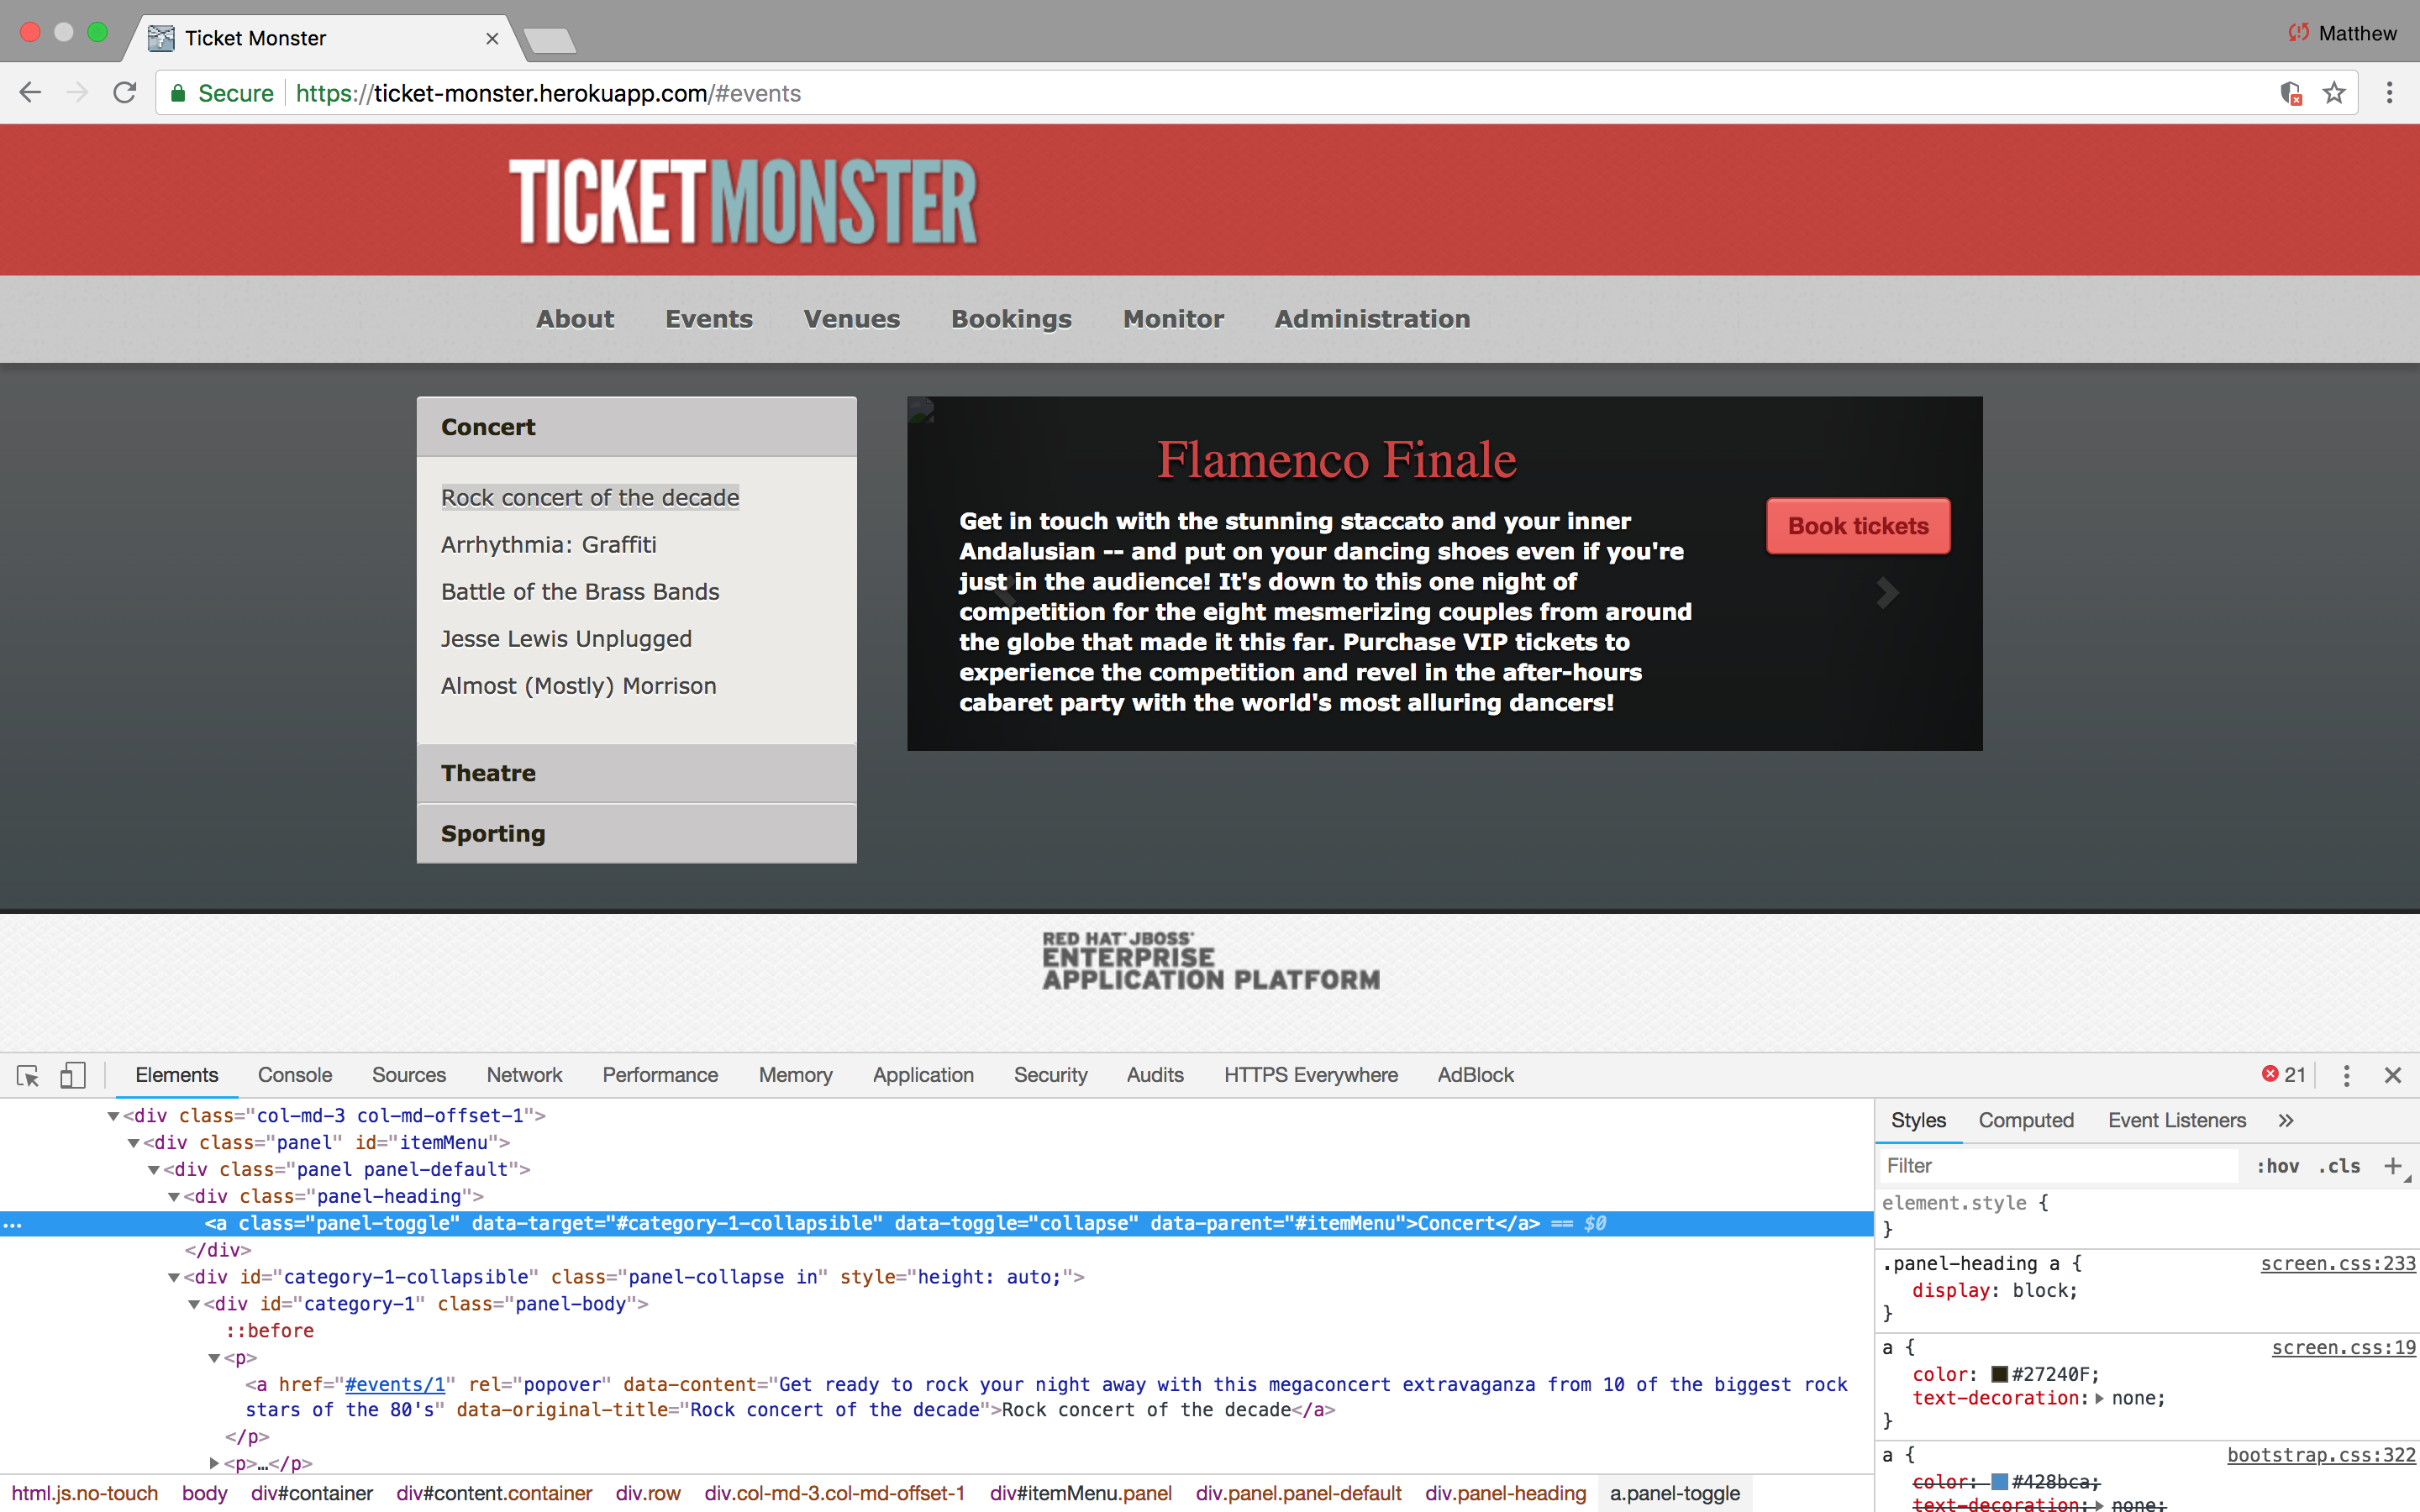 Ticket Monster
Matthew
Secure https://ticket-monster.herokuapp.com/#events
TICKETMONSTER
About Events Venues Bookings Monitor Administration
Concert
Rock concert of the decade
Arrhythmia: Graffiti
Battle of the Brass Bands
Jesse Lewis Unplugged
Almost (Mostly) Morrison
Theatre
Sporting
Flamenco Finale
Get in touch with the stunning staccato and your inner
Andalusian -- and put on your dancing shoes even if you're
just in the audience! It's down to this one night of
competition for the eight mesmerizing couples from around
the globe that made it this far. Purchase VIP tickets to
experience the competition and revel in the after-hours
cabaret party with the world's most alluring dancers!
Book tickets
RED HAT JBOSS
ENTERPRISE
APPLICATION PLATFORM
Elements Console Sources Network Performance Memory Application Security Audits HTTPS Everywhere AdBlock 21
<div class="col-md-3 col-md-offset-1">
<div class="panel" id="itemMenu">
<div class="panel panel-default">
<div class="panel-heading">
... <a class="panel-toggle" data-target="#category-1-collapsible" data-toggle="collapse" data-parent="#itemMenu">Concert</a> == $0
</div>
<div id="category-1-collapsible" class="panel-collapse in" style="height: auto;">
<div id="category-1" class="panel-body">
::before
<p>
<a href="#events/1" rel="popover" data-content="Get ready to rock your night away with this megaconcert extravaganza from 10 of the biggest rock
stars of the 80's" data-original-title="Rock concert of the decade">Rock concert of the decade</a>
</p>
<p>…</p>
html.js.no-touch body div#container div#content.container div.row div.col-md-3.col-md-offset-1 div#itemMenu.panel div.panel.panel-default div.panel-heading a.panel-toggle
Styles Computed Event Listeners »
Filter :hov .cls +
element.style {
}
.panel-heading a { screen.css:233
display: block;
}
a { screen.css:19
color: #27240F;
text-decoration: none;
}
a { bootstrap.css:322
color: #428bca;
text-decoration: none;